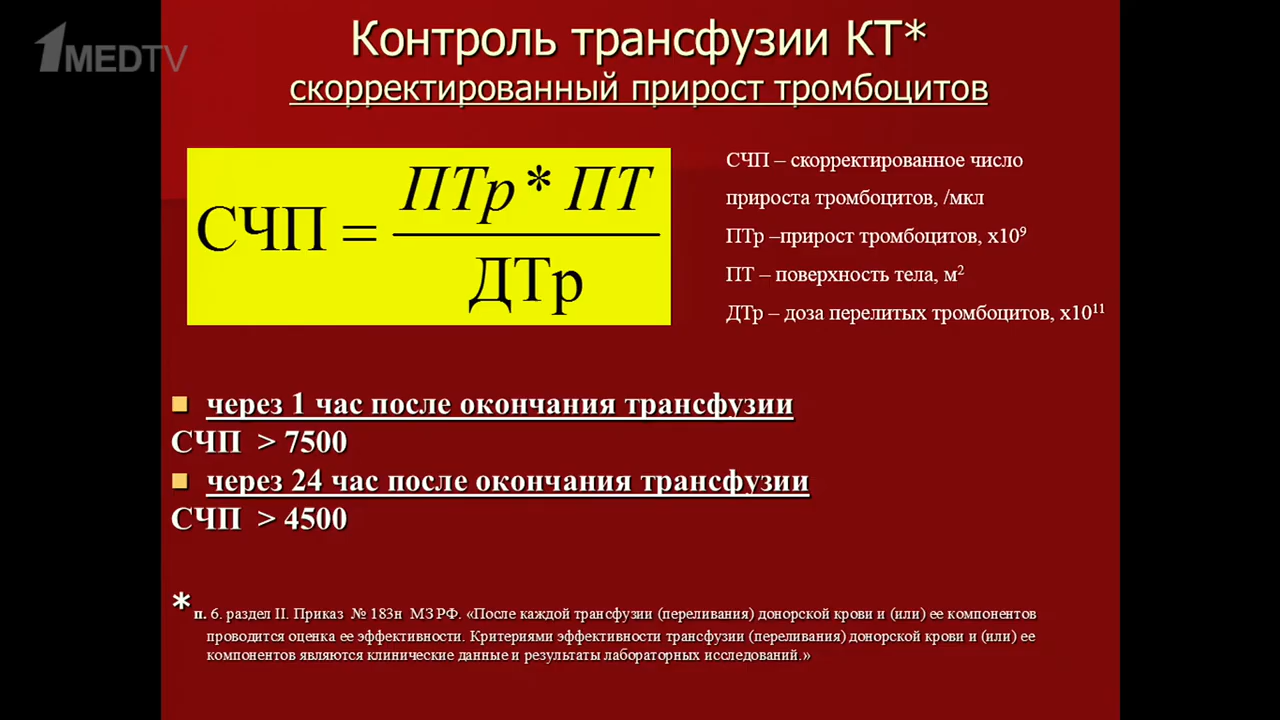 1MEDTV
Контроль трансфузии КТ*
скорректированный прирост тромбоцитов
СЧП = ПТр * ПТ / ДТр
СЧП – скорректированное число
прироста тромбоцитов, /мкл
ПТр –прирост тромбоцитов, х10⁹
ПТ – поверхность тела, м²
ДТр – доза перелитых тромбоцитов, х10¹¹
через 1 час после окончания трансфузии
СЧП > 7500
через 24 час после окончания трансфузии
СЧП > 4500
* п. 6. раздел II. Приказ № 183н МЗ РФ. «После каждой трансфузии (переливания) донорской крови и (или) ее компонентов
проводится оценка ее эффективности. Критериями эффективности трансфузии (переливания) донорской крови и (или) ее
компонентов являются клинические данные и результаты лабораторных исследований.»